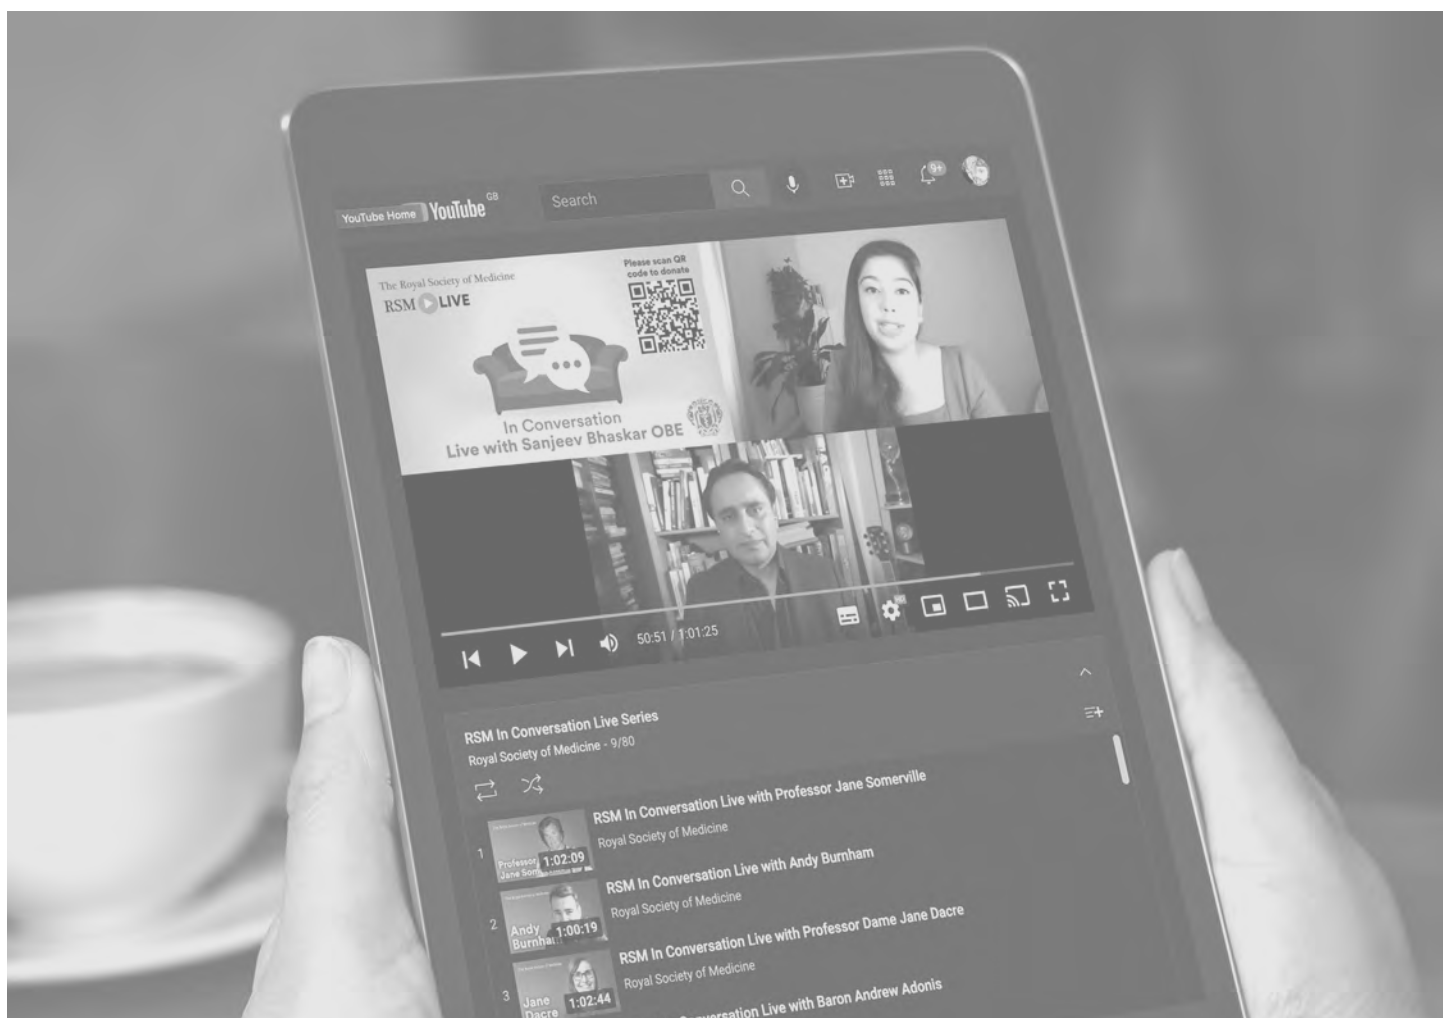 YouTube Home
YouTube GB
Search
9+
The Royal Society of Medicine
RSM LIVE
Please scan QR
code to donate
In Conversation
Live with Sanjeev Bhaskar OBE
HD
50:51 / 1:01:25
RSM In Conversation Live Series
Royal Society of Medicine - 9/80
1
Professor
Jane Som
1:02:09
RSM In Conversation Live with Professor Jane Somerville
Royal Society of Medicine
2
Andy
Burnha
1:00:19
RSM In Conversation Live with Andy Burnham
Royal Society of Medicine
3
Jane
Dacre
1:02:44
RSM In Conversation Live with Professor Dame Jane Dacre
Royal Society of Medicine
Conversation Live with Baron Andrew Adonis